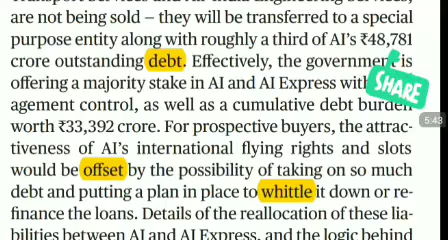 are not being sold – they will be transferred to a special
purpose entity along with roughly a third of AI's ₹48,781
crore outstanding debt. Effectively, the government is
offering a majority stake in AI and AI Express with
agement control, as well as a cumulative debt burden
worth ₹33,392 crore. For prospective buyers, the attrac-
tiveness of AI's international flying rights and slots
would be offset by the possibility of taking on so much
debt and putting a plan in place to whittle it down or re-
finance the loans. Details of the reallocation of these lia-
bilities between AI and AI Express, and the logic behind
SHARE
5:43